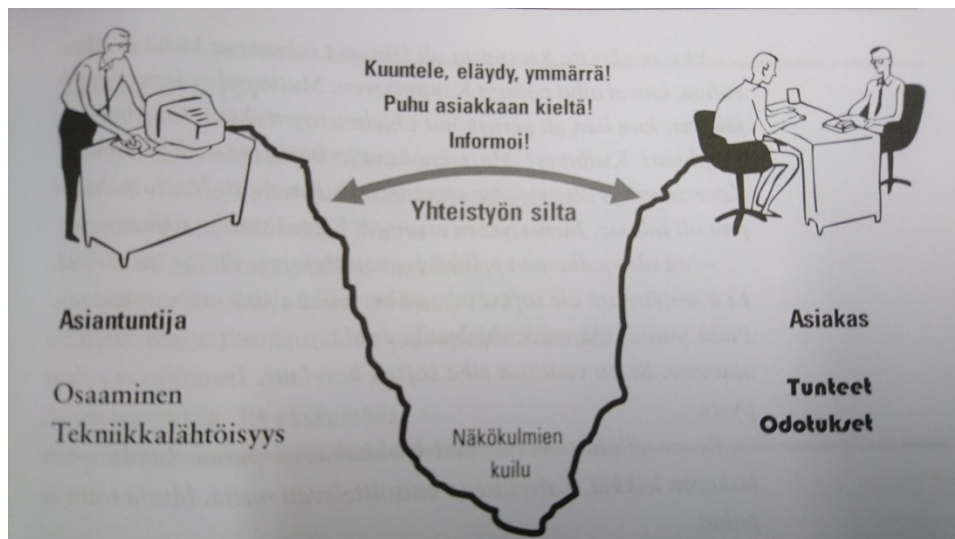 Kuuntele, eläydy, ymmärrä!
Puhu asiakkaan kieltä!
Informoi!
Yhteistyön silta
Asiantuntija
Asiakas
Osaaminen
Tekniikkalähtöisyys
Tunteet
Odotukset
Näkökulmien
kuilu